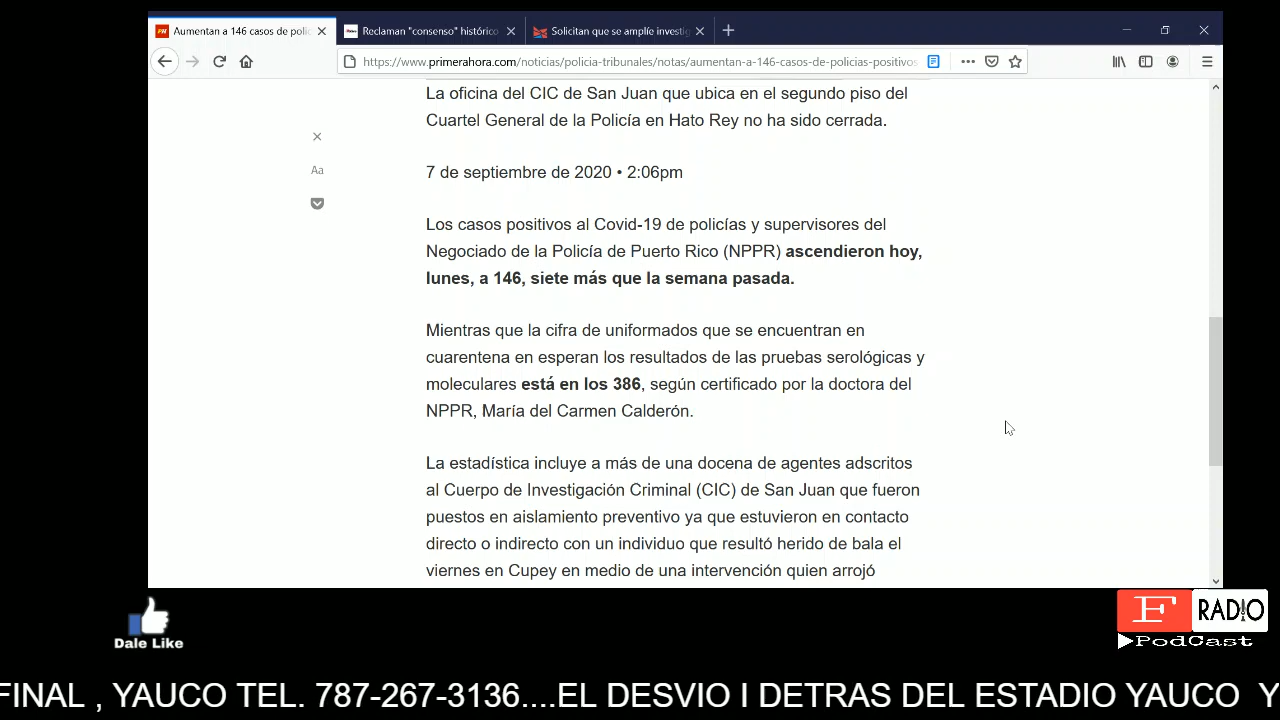 Aumentan a 146 casos de polic
Reclaman "consenso" histórico
Solicitan que se amplíe investig
https://www.primerahora.com/noticias/policia-tribunales/notas/aumentan-a-146-casos-de-policias-positivos
La oficina del CIC de San Juan que ubica en el segundo piso del
Cuartel General de la Policía en Hato Rey no ha sido cerrada.
Aa
7 de septiembre de 2020 • 2:06pm
Los casos positivos al Covid-19 de policías y supervisores del
Negociado de la Policía de Puerto Rico (NPPR) ascendieron hoy,
lunes, a 146, siete más que la semana pasada.
Mientras que la cifra de uniformados que se encuentran en
cuarentena en esperan los resultados de las pruebas serológicas y
moleculares está en los 386, según certificado por la doctora del
NPPR, María del Carmen Calderón.
La estadística incluye a más de una docena de agentes adscritos
al Cuerpo de Investigación Criminal (CIC) de San Juan que fueron
puestos en aislamiento preventivo ya que estuvieron en contacto
directo o indirecto con un individuo que resultó herido de bala el
viernes en Cupey en medio de una intervención quien arrojó
Dale Like
F RADIO
PodCast
FINAL , YAUCO TEL. 787-267-3136....EL DESVIO I DETRAS DEL ESTADIO YAUCO Y